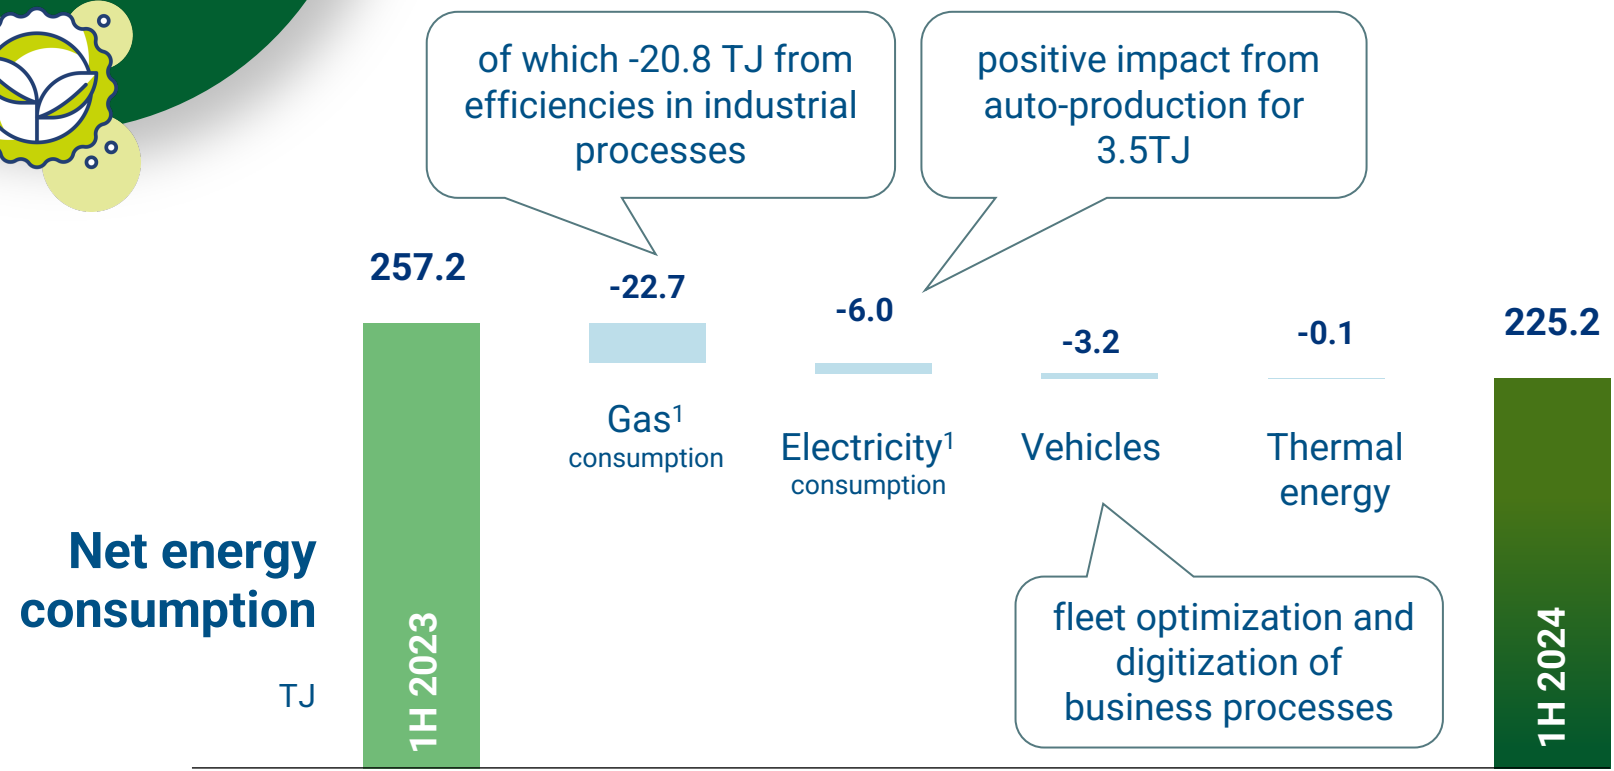 of which -20.8 TJ from
efficiencies in industrial
processes
positive impact from
auto-production for
3.5TJ
257.2
-22.7
-6.0
-3.2
-0.1
225.2
Gas¹
consumption
Electricity¹
consumption
Vehicles
Thermal
energy
Net energy
consumption
TJ
1H 2023
fleet optimization and
digitization of
business processes
1H 2024